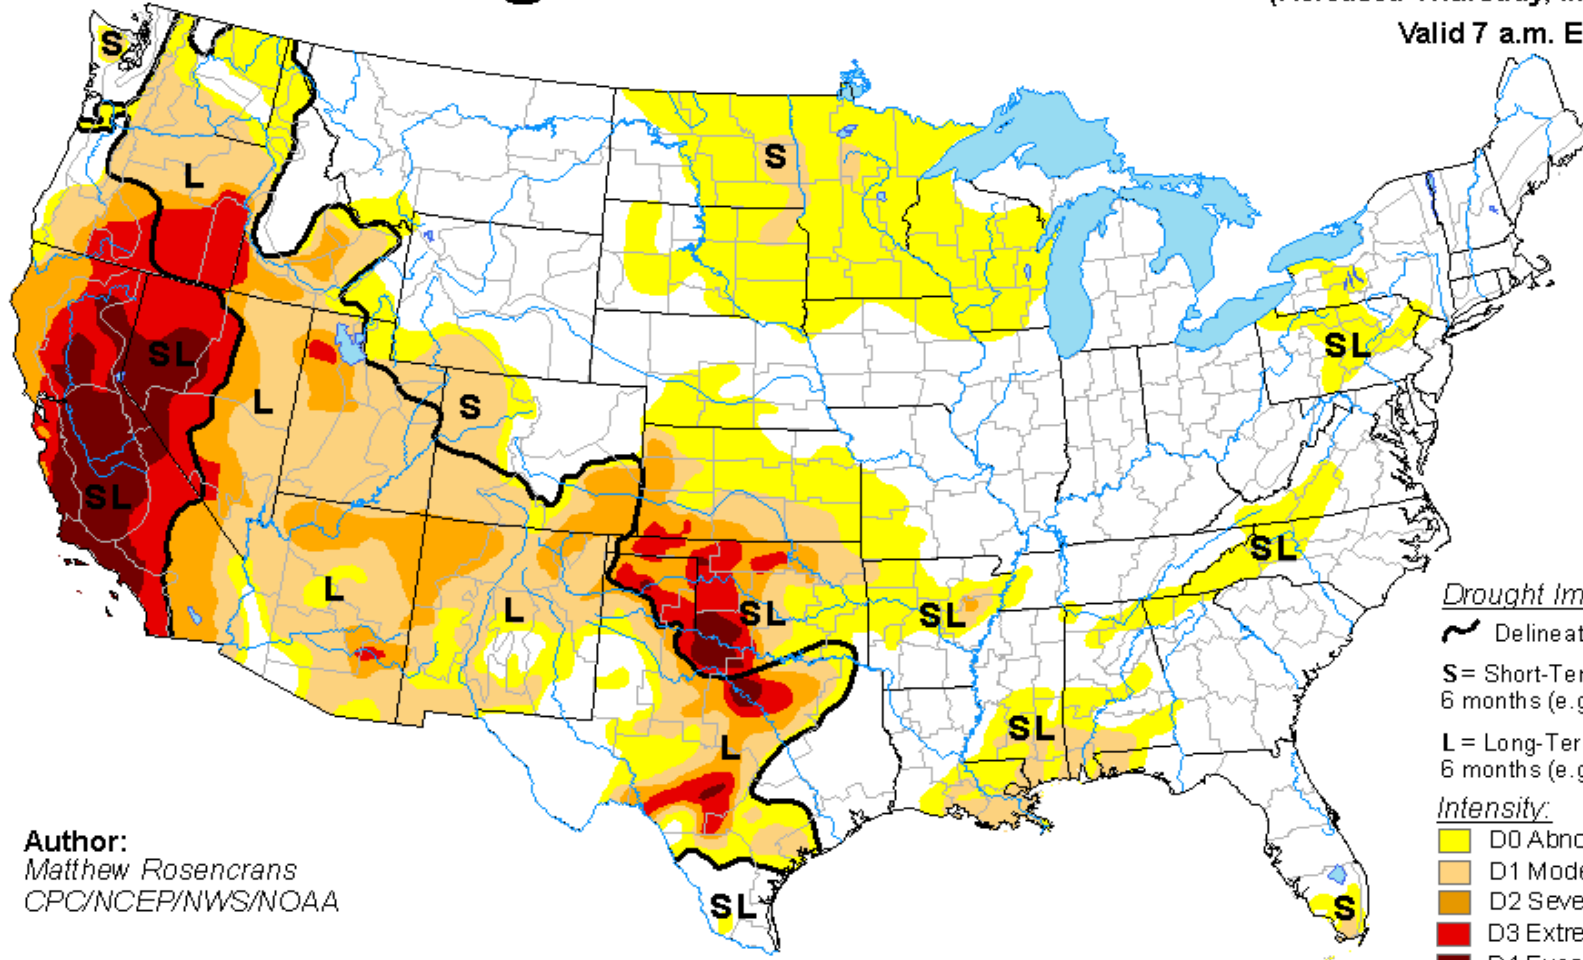 Valid 7 a.m. E
S
S
L
SL
SL
L
S
SL
L
L
SL
SL
SL
L
SL
SL
S
Drought Im
Delineat
S = Short-Ter
6 months (e.g
L = Long-Ter
6 months (e.g
Intensity:
D0 Abno
D1 Mode
D2 Seve
D3 Extre
Author:
Matthew Rosencrans
CPC/NCEP/NWS/NOAA